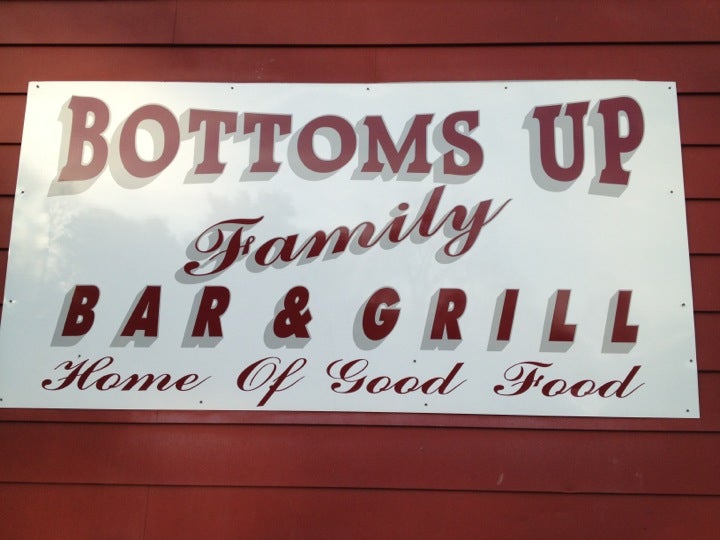 BOTTOMS UP
Family
BAR & GRILL
Home Of Good Food